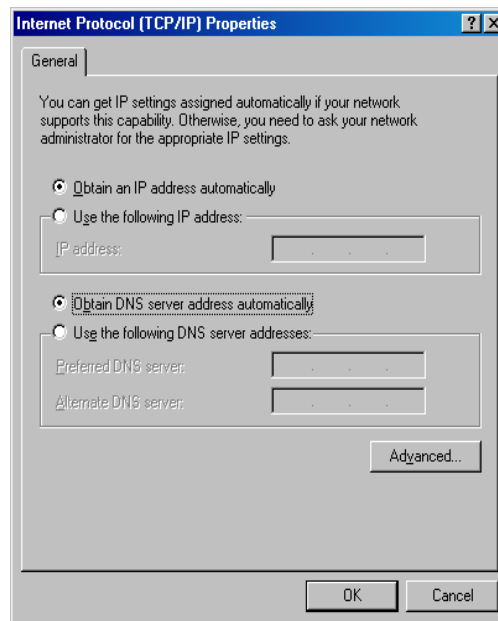 Internet Protocol (TCP/IP) Properties
General
You can get IP settings assigned automatically if your network
supports this capability. Otherwise, you need to ask your network
administrator for the appropriate IP settings.
Obtain an IP address automatically
Use the following IP address:
IP address:
Obtain DNS server address automatically
Use the following DNS server addresses:
Preferred DNS server:
Alternate DNS server:
Advanced...
OK
Cancel